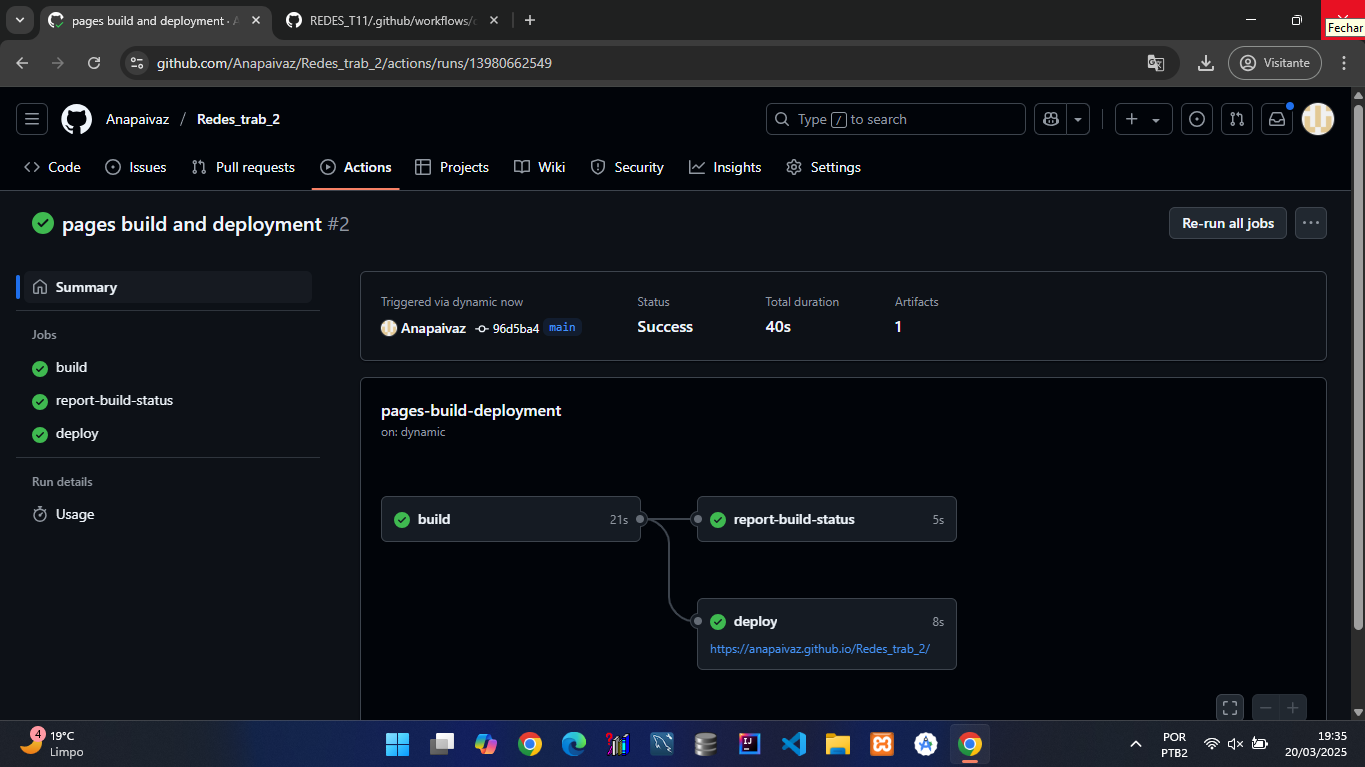 pages build and deployment · A
REDES_T11/.github/workflows/c
Fechar
github.com/Anapaivaz/Redes_trab_2/actions/runs/13980662549
Visitante
Anapaivaz / Redes_trab_2
Type / to search
Code Issues Pull requests Actions Projects Wiki Security Insights Settings
pages build and deployment #2
Re-run all jobs
Summary
Jobs
build
report-build-status
deploy
Run details
Usage
Triggered via dynamic now
Anapaivaz 96d5ba4 main
Status
Success
Total duration
40s
Artifacts
1
pages-build-deployment
on: dynamic
build 21s
report-build-status 5s
deploy 8s
https://anapaivaz.github.io/Redes_trab_2/
4
19°C
Limpo
POR
PTB2
19:35
20/03/2025